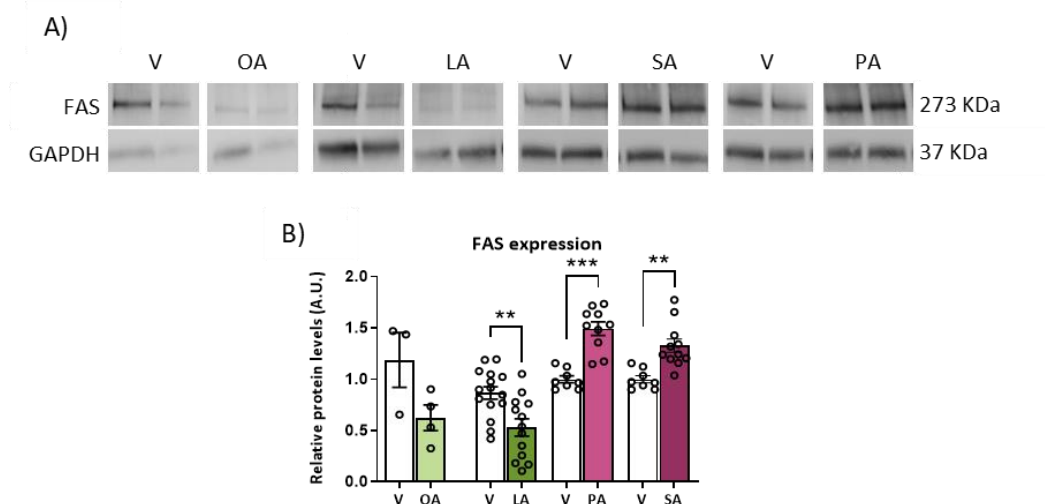 A)
V OA V LA V SA V PA
FAS 273 KDa
GAPDH 37 KDa
B)
FAS expression
Relative protein levels (A.U.)
2.0
1.5
1.0
0.5
0.0
** *** **
V OA V LA V PA V SA